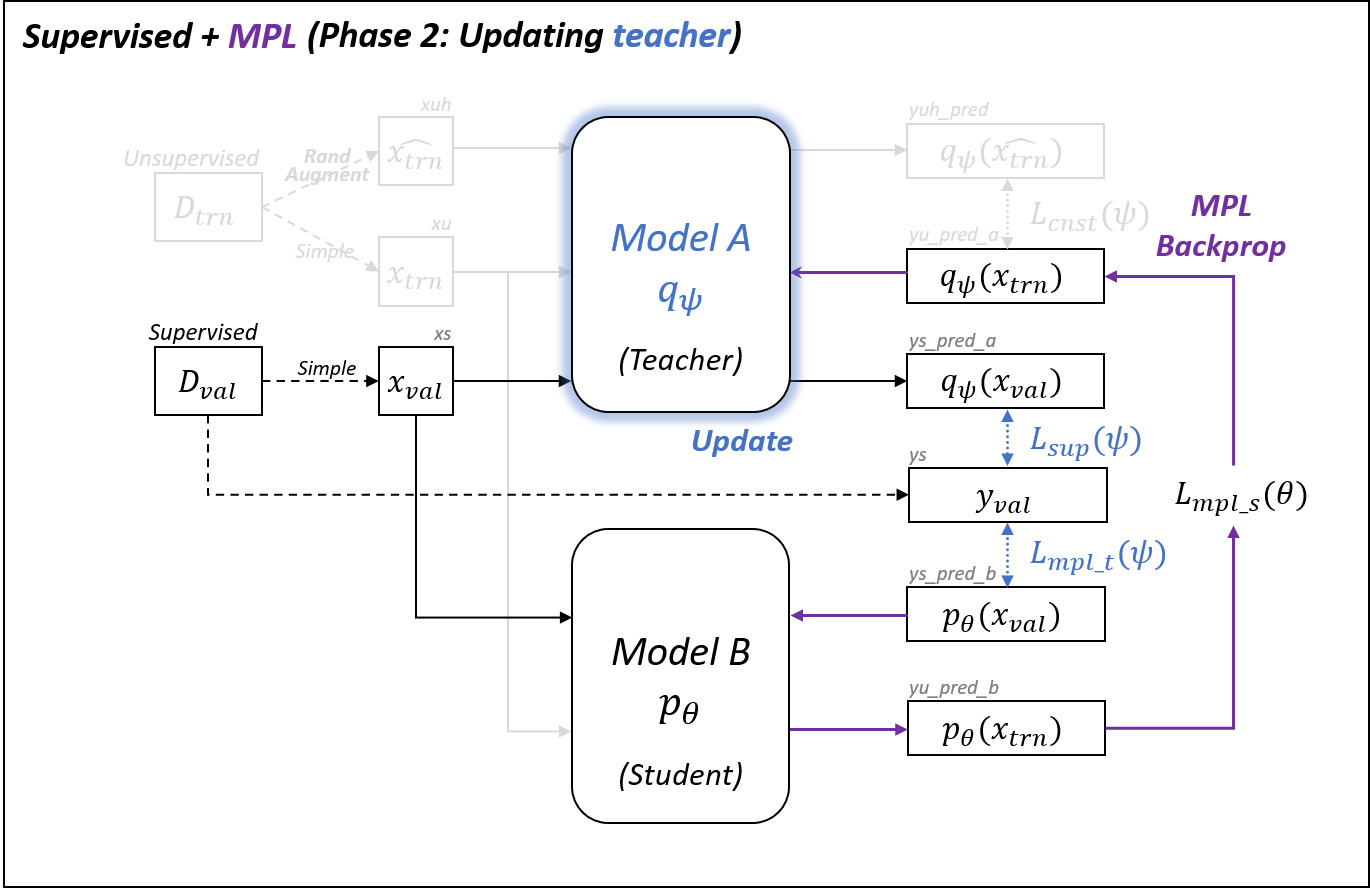 Supervised + MPL (Phase 2: Updating teacher)
xuh
yuh_pred
Unsupervised
Rand
Augment
$\widehat{x_{trn}}$
$q_\psi(\widehat{x_{trn}})$
$D_{trn}$
$L_{cnst}(\psi)$
MPL
Backprop
xu
yu_pred_a
Simple
$x_{trn}$
Model A
$q_\psi$
(Teacher)
$q_\psi(x_{trn})$
Supervised
xs
ys_pred_a
$D_{val}$
Simple
$x_{val}$
$q_\psi(x_{val})$
Update
$L_{sup}(\psi)$
ys
$y_{val}$
$L_{mpl\_s}(\theta)$
$L_{mpl\_t}(\psi)$
ys_pred_b
$p_\theta(x_{val})$
Model B
$p_\theta$
(Student)
yu_pred_b
$p_\theta(x_{trn})$